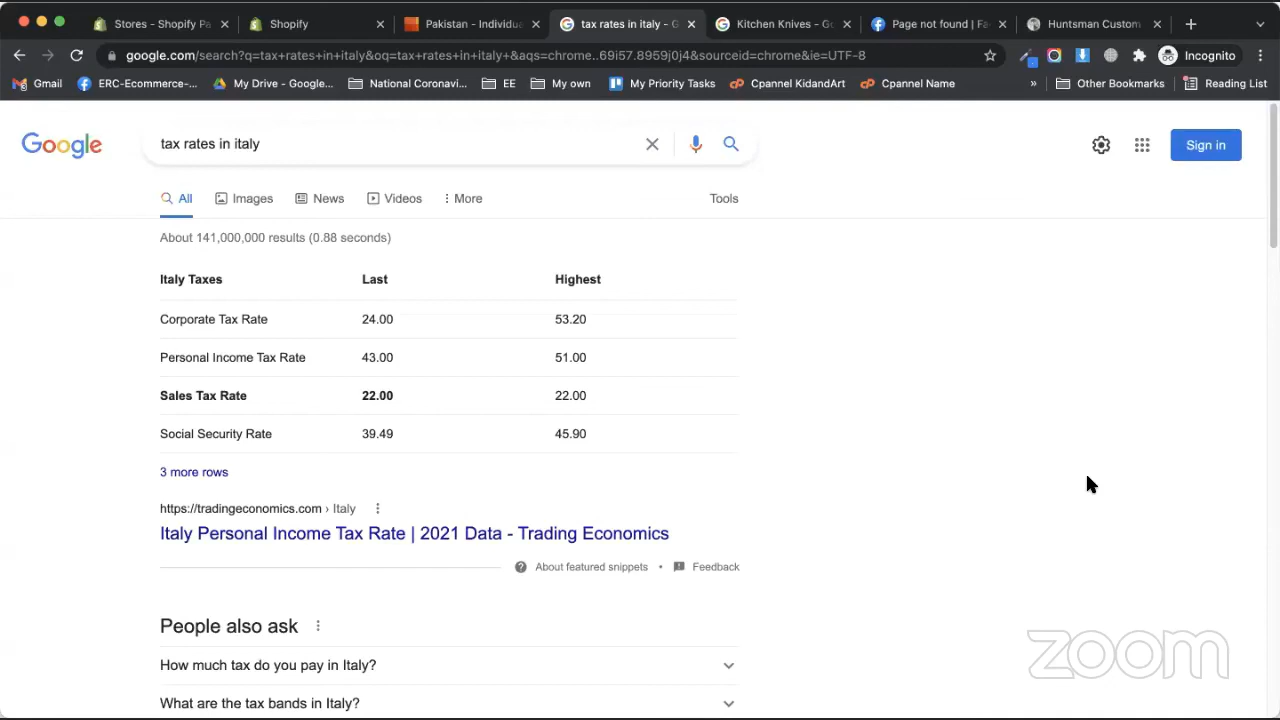 Stores - Shopify Pa
Shopify
Pakistan - Individua
tax rates in italy - G
Kitchen Knives - Go
Page not found | Fa
Huntsman Custom
google.com/search?q=tax+rates+in+italy&oq=tax+rates+in+italy+&aqs=chrome..69i57.8959j0j4&sourceid=chrome&ie=UTF-8
Incognito
Gmail
ERC-Ecommerce-...
My Drive - Google...
National Coronavi...
EE
My own
My Priority Tasks
Cpannel KidandArt
Cpannel Name
»
Other Bookmarks
Reading List
Google
tax rates in italy
Sign in
All
Images
News
Videos
More
Tools
About 141,000,000 results (0.88 seconds)
Italy Taxes Last Highest
Corporate Tax Rate 24.00 53.20
Personal Income Tax Rate 43.00 51.00
Sales Tax Rate 22.00 22.00
Social Security Rate 39.49 45.90
3 more rows
https://tradingeconomics.com › Italy
Italy Personal Income Tax Rate | 2021 Data - Trading Economics
About featured snippets • Feedback
People also ask
How much tax do you pay in Italy?
What are the tax bands in Italy?
zoom